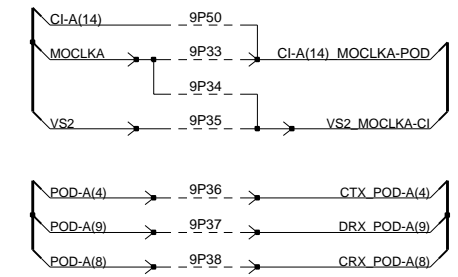 CI-A(14) 9P50
MOCLKA 9P33 CI-A(14)_MOCLKA-POD
9P34
VS2 9P35 VS2_MOCLKA-CI
POD-A(4) 9P36 CTX_POD-A(4)
POD-A(9) 9P37 DRX_POD-A(9)
POD-A(8) 9P38 CRX_POD-A(8)